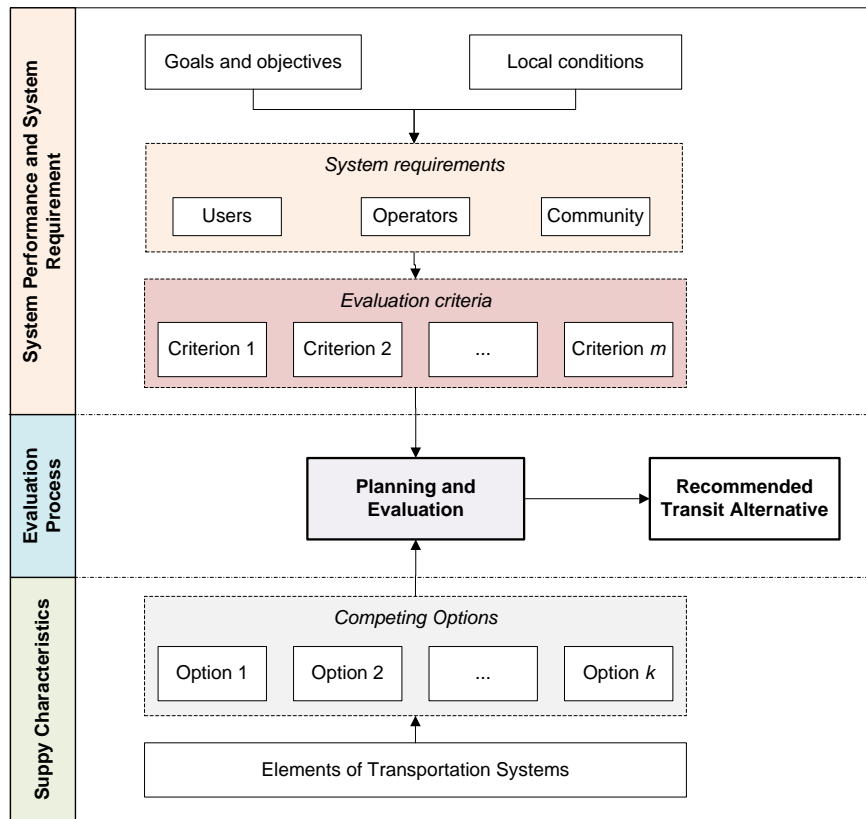 System Performance and System
Requirement
Goals and objectives
Local conditions
System requirements
Users
Operators
Community
Evaluation criteria
Criterion 1
Criterion 2
...
Criterion m
Evaluation
Process
Planning and
Evaluation
Recommended
Transit Alternative
Suppy Characteristics
Competing Options
Option 1
Option 2
...
Option k
Elements of Transportation Systems